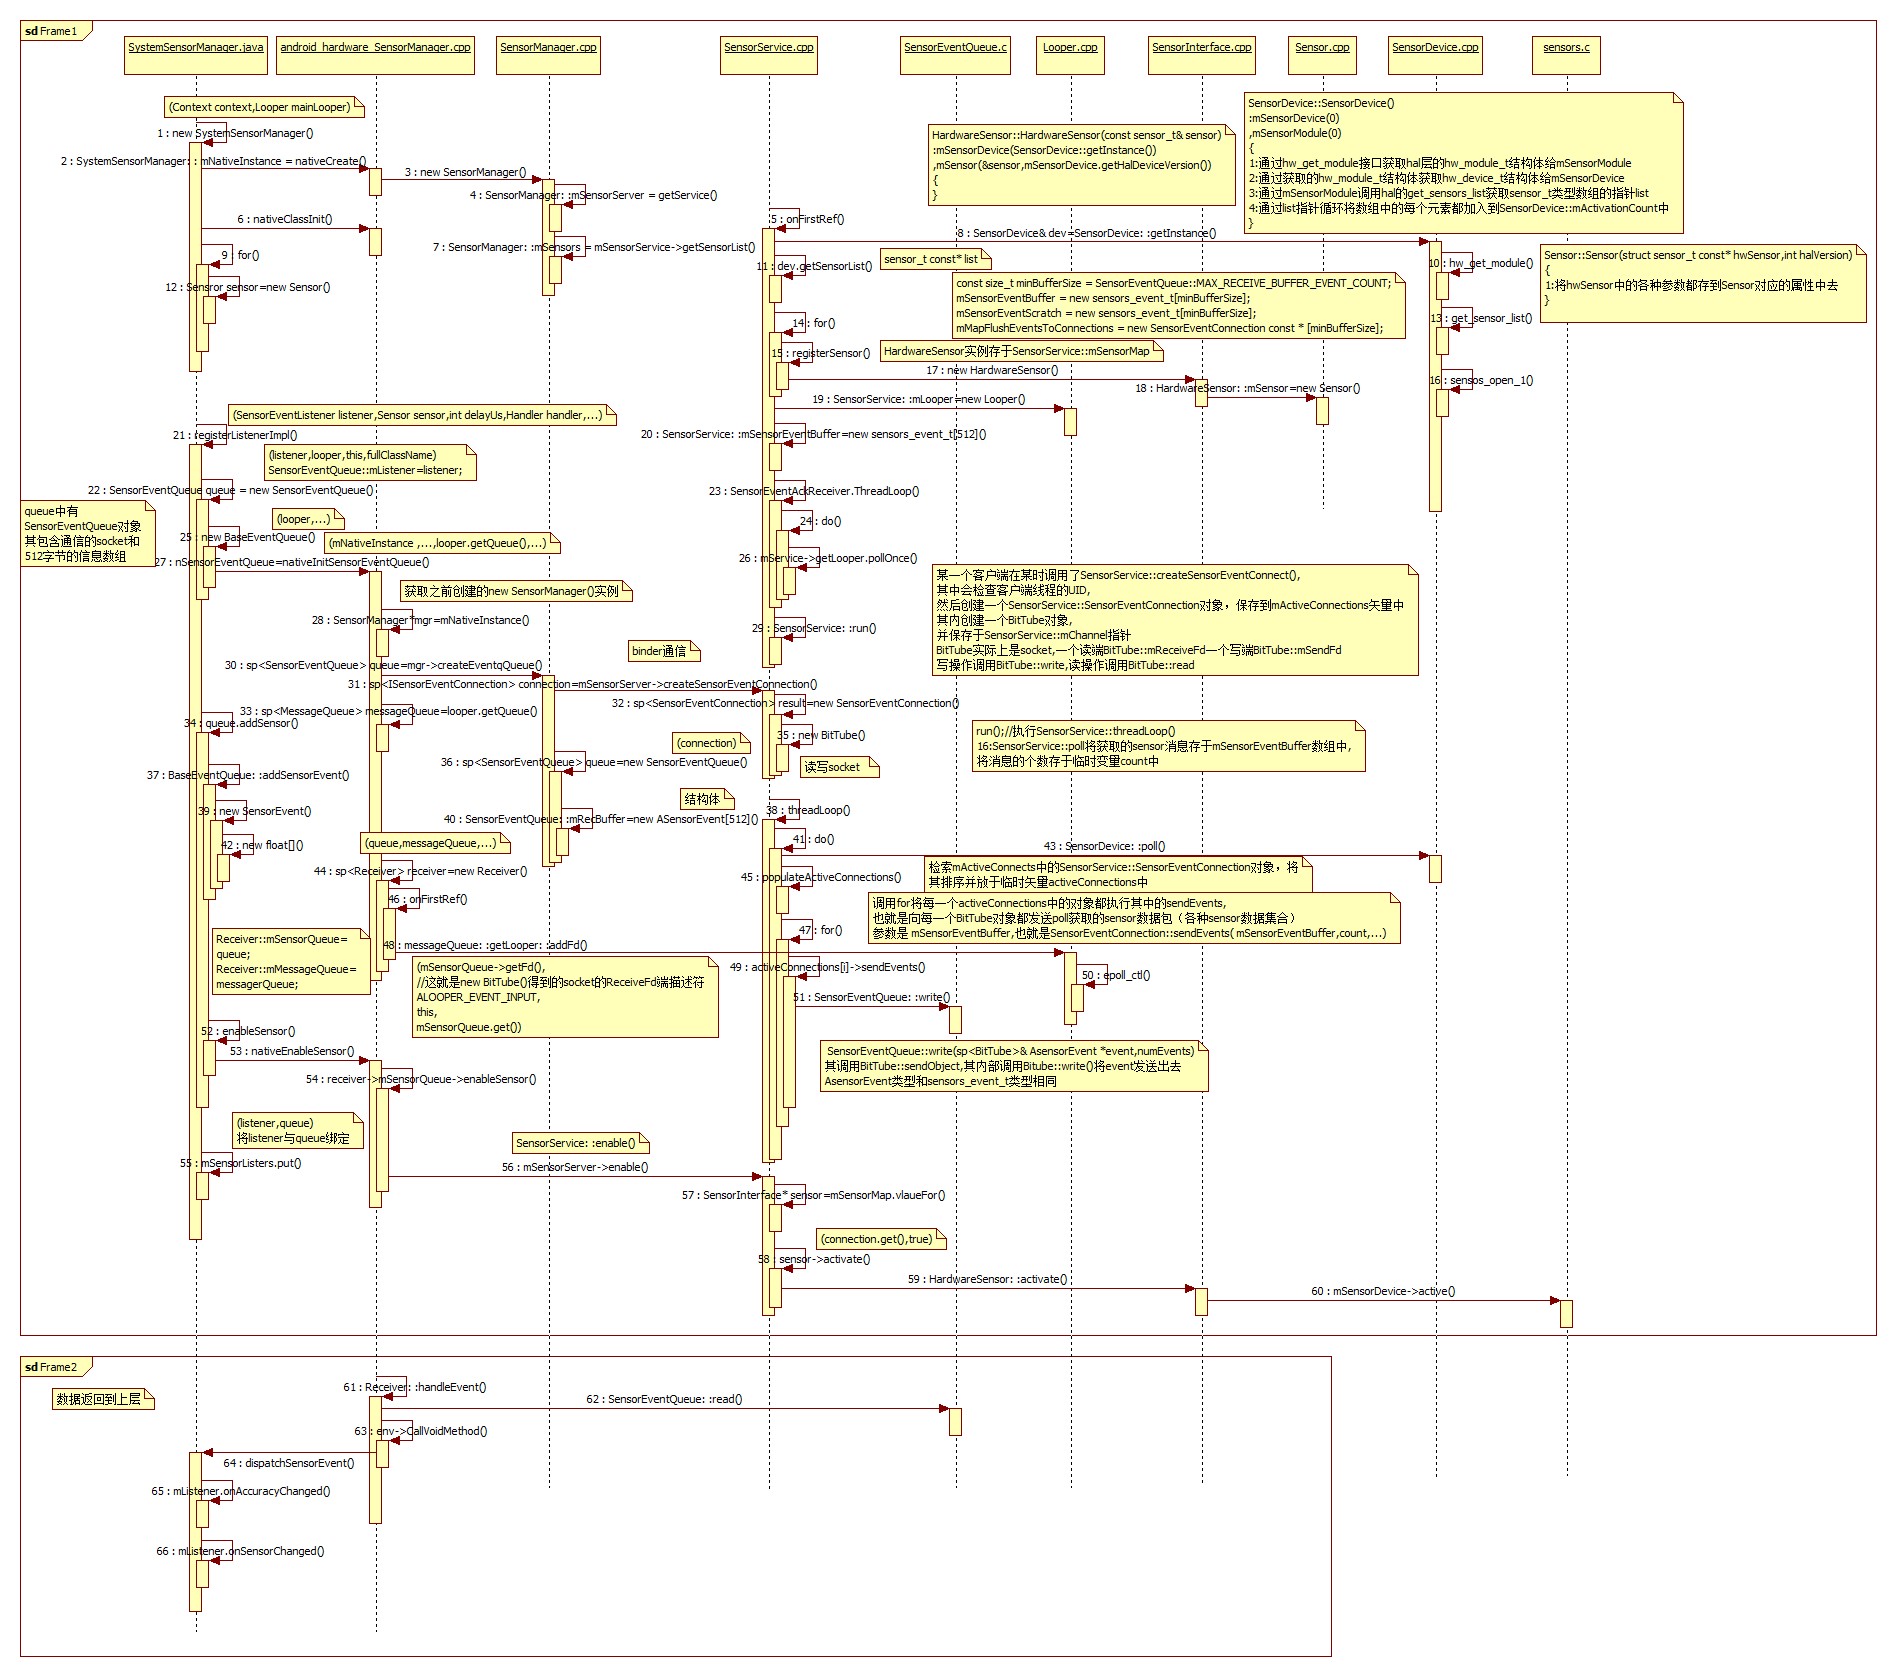 sd Frame1
SystemSensorManager.java
android_hardware_SensorManager.cpp
SensorManager.cpp
SensorService.cpp
SensorEventQueue.c
Looper.cpp
SensorInterface.cpp
Sensor.cpp
SensorDevice.cpp
sensors.c
(Context context,Looper mainLooper)
1 : new SystemSensorManager()
2 : SystemSensorManager: : mNativeInstance = nativeCreate()
3 : new SensorManager()
4 : SensorManager: :mSensorServer = getService()
HardwareSensor::HardwareSensor(const sensor_t& sensor)
:mSensorDevice(SensorDevice::getInstance())
,mSensor(&sensor,mSensorDevice.getHalDeviceVersion())
{
}
SensorDevice::SensorDevice()
:mSensorDevice(0)
,mSensorModule(0)
{
1:通过hw_get_module接口获取hal层的hw_module_t结构体给mSensorModule
2:通过获取的hw_module_t结构体获取hw_device_t结构体给mSensorDevice
3:通过mSensorModule调用hal的get_sensors_list获取sensor_t类型数组的指针list
4:通过list指针循环将数组中的每个元素都加入到SensorDevice::mActivationCount中
}
5 : onFirstRef()
6 : nativeClassInit()
7 : SensorManager: :mSensors = mSensorService->getSensorList()
8 : SensorDevice& dev=SensorDevice: :getInstance()
9 : for()
10 : hw_get_module()
sensor_t const* list
11 : dev.getSensorList()
12 : Sensror sensor=new Sensor()
Sensor::Sensor(struct sensor_t const* hwSensor,int halVersion)
{
1:将hwSensor中的各种参数都存到Sensor对应的属性中去
}
const size_t minBufferSize = SensorEventQueue::MAX_RECEIVE_BUFFER_EVENT_COUNT;
mSensorEventBuffer = new sensors_event_t[minBufferSize];
mSensorEventScratch = new sensors_event_t[minBufferSize];
mMapFlushEventsToConnections = new SensorEventConnection const * [minBufferSize];
13 : get_sensor_list()
14 : for()
15 : registerSensor()
HardwareSensor实例存于SensorService::mSensorMap
16 : sensos_open_1()
17 : new HardwareSensor()
18 : HardwareSensor: :mSensor=new Sensor()
19 : SensorService: :mLooper=new Looper()
(SensorEventListener listener,Sensor sensor,int delayUs,Handler handler,...)
20 : SensorService: :mSensorEventBuffer=new sensors_event_t[512]()
21 : registerListenerImpl()
(listener,looper,this,fullClassName)
SensorEventQueue::mListener=listener;
22 : SensorEventQueue queue = new SensorEventQueue()
23 : SensorEventAckReceiver.ThreadLoop()
queue中有
SensorEventQueue对象
其包含通信的socket和
512字节的信息数组
(looper,...)
24 : do()
25 : new BaseEventQueue()
(mNativeInstance ,...,looper.getQueue(),...)
26 : mService->getLooper.pollOnce()
27 : nSensorEventQueue=nativeInitSensorEventQueue()
获取之前创建的new SensorManager()实例
某一个客户端在某时调用了SensorService::createSensorEventConnect(),
其中会检查客户端线程的UID,
然后创建一个SensorService::SensorEventConnection对象，保存到mActiveConnections矢量中
其内创建一个BitTube对象,
并保存于SensorService::mChannel指针
BitTube实际上是socket,一个读端BitTube::mReceiveFd一个写端BitTube::mSendFd
写操作调用BitTube::write,读操作调用BitTube::read
28 : SensorManager*mgr=mNativeInstance()
29 : SensorService: :run()
binder通信
30 : sp<SensorEventQueue> queue=mgr->createEventqQueue()
31 : sp<ISensorEventConnection> connection=mSensorServer->createSensorEventConnection()
32 : sp<SensorEventConnection> result=new SensorEventConnection()
33 : sp<MessageQueue> messageQueue=looper.getQueue()
34 : queue.addSensor()
(connection)
35 : new BitTube()
run();//执行SensorService::threadLoop()
16:SensorService::poll将获取的sensor消息存于mSensorEventBuffer数组中,
将消息的个数存于临时变量count中
36 : sp<SensorEventQueue> queue=new SensorEventQueue()
读写socket
37 : BaseEventQueue: :addSensorEvent()
结构体
38 : threadLoop()
39 : new SensorEvent()
40 : SensorEventQueue: :mRecBuffer=new ASensorEvent[512]()
41 : do()
42 : new float[]()
(queue,messageQueue,...)
43 : SensorDevice: :poll()
44 : sp<Receiver> receiver=new Receiver()
45 : populateActiveConnections()
检索mActiveConnects中的SensorService::SensorEventConnection对象，将
其排序并放于临时矢量activeConnections中
46 : onFirstRef()
调用for将每一个activeConnections中的对象都执行其中的sendEvents,
也就是向每一个BitTube对象都发送poll获取的sensor数据包（各种sensor数据集合）
参数是 mSensorEventBuffer,也就是SensorEventConnection::sendEvents( mSensorEventBuffer,count,...)
47 : for()
Receiver::mSensorQueue=
queue;
Receiver::mMessageQueue=
messagerQueue;
48 : messageQueue: :getLooper: :addFd()
(mSensorQueue->getFd(),
//这就是new BitTube()得到的socket的ReceiveFd端描述符
ALOOPER_EVENT_INPUT,
this,
mSensorQueue.get())
49 : activeConnections[i]->sendEvents()
50 : epoll_ctl()
51 : SensorEventQueue: :write()
52 : enableSensor()
53 : nativeEnableSensor()
SensorEventQueue::write(sp<BitTube>& AsensorEvent *event,numEvents)
其调用BitTube::sendObject,其内部调用Bitube::write()将event发送出去
AsensorEvent类型和sensors_event_t类型相同
54 : receiver->mSensorQueue->enableSensor()
(listener,queue)
将listener与queue绑定
SensorService: :enable()
55 : mSensorListers.put()
56 : mSensorServer->enable()
57 : SensorInterface* sensor=mSensorMap.vlaueFor()
(connection.get(),true)
58 : sensor->activate()
59 : HardwareSensor: :activate()
60 : mSensorDevice->active()
sd Frame2
数据返回到上层
61 : Receiver: :handleEvent()
62 : SensorEventQueue: :read()
63 : env->CallVoidMethod()
64 : dispatchSensorEvent()
65 : mListener.onAccuracyChanged()
66 : mListener.onSensorChanged()